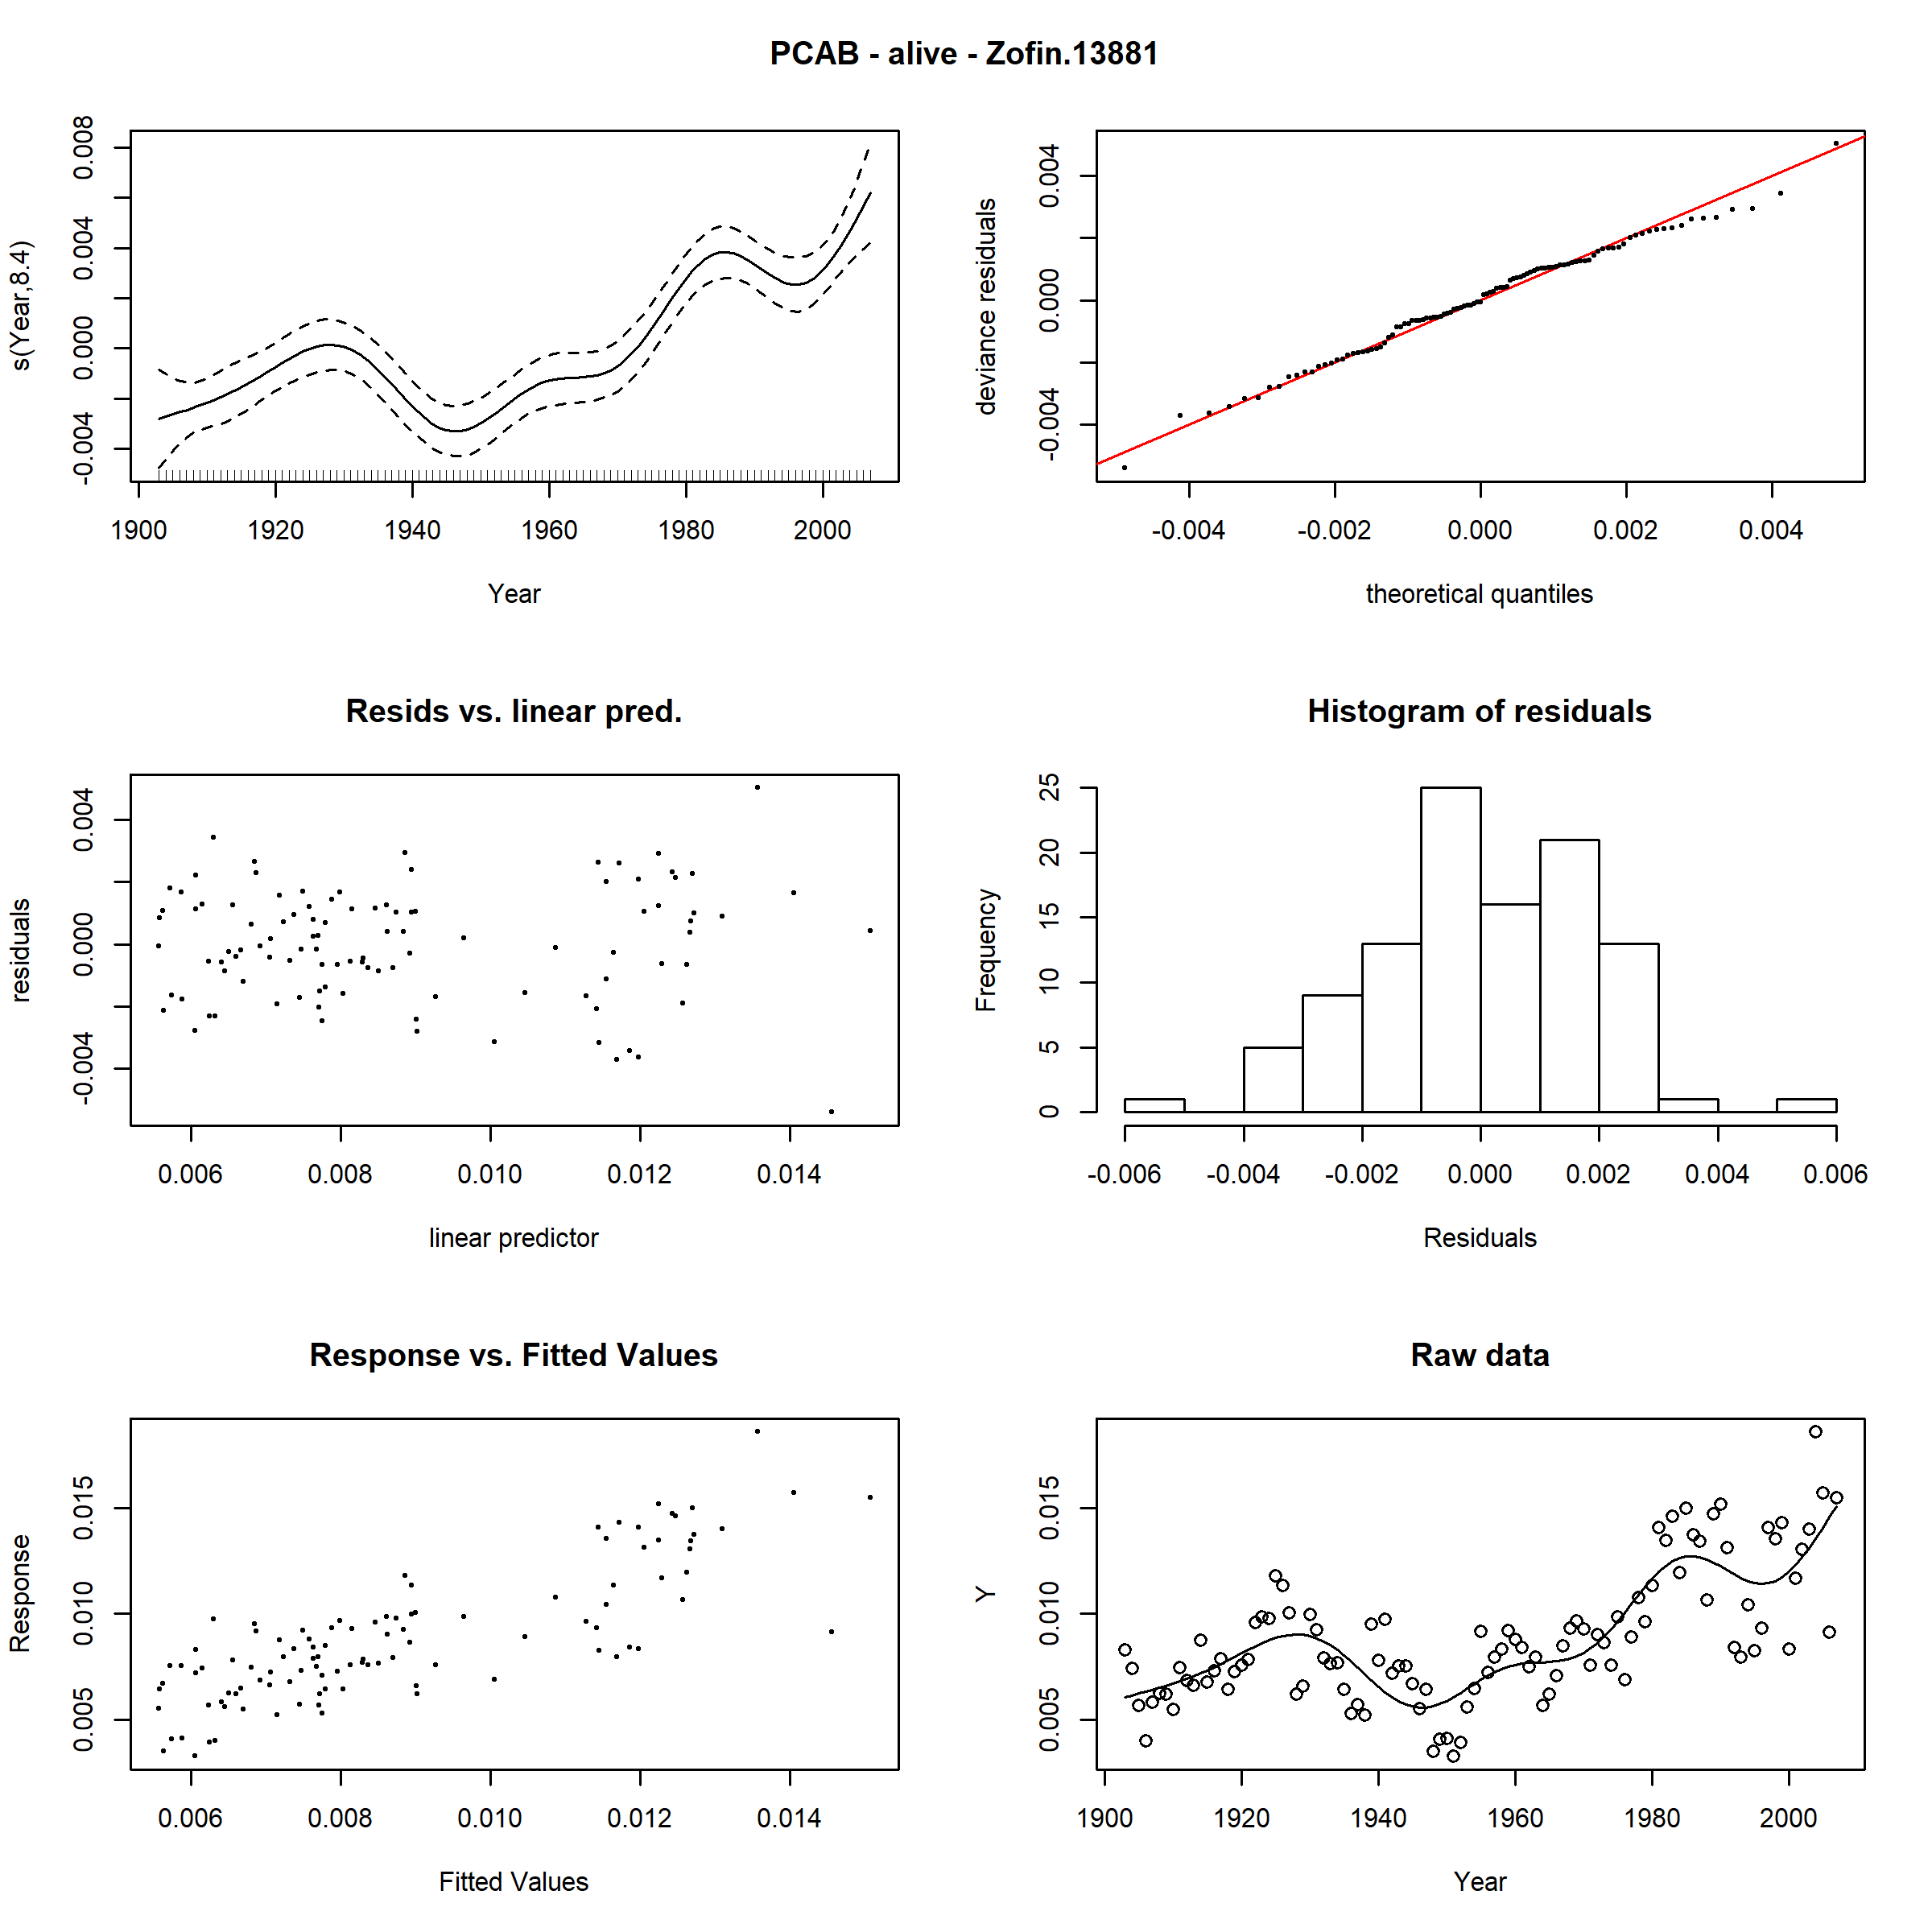 PCAB - alive - Zofin.13881
s(Year,8.4)
-0.004 0.000 0.004 0.008
1900 1920 1940 1960 1980 2000
Year
deviance residuals
-0.004 0.000 0.004
-0.004 -0.002 0.000 0.002 0.004
theoretical quantiles
Resids vs. linear pred.
residuals
-0.004 0.000 0.004
0.006 0.008 0.010 0.012 0.014
linear predictor
Histogram of residuals
Frequency
0 5 10 15 20 25
-0.006 -0.004 -0.002 0.000 0.002 0.004 0.006
Residuals
Response vs. Fitted Values
Response
0.005 0.010 0.015
0.006 0.008 0.010 0.012 0.014
Fitted Values
Raw data
Y
0.005 0.010 0.015
1900 1920 1940 1960 1980 2000
Year